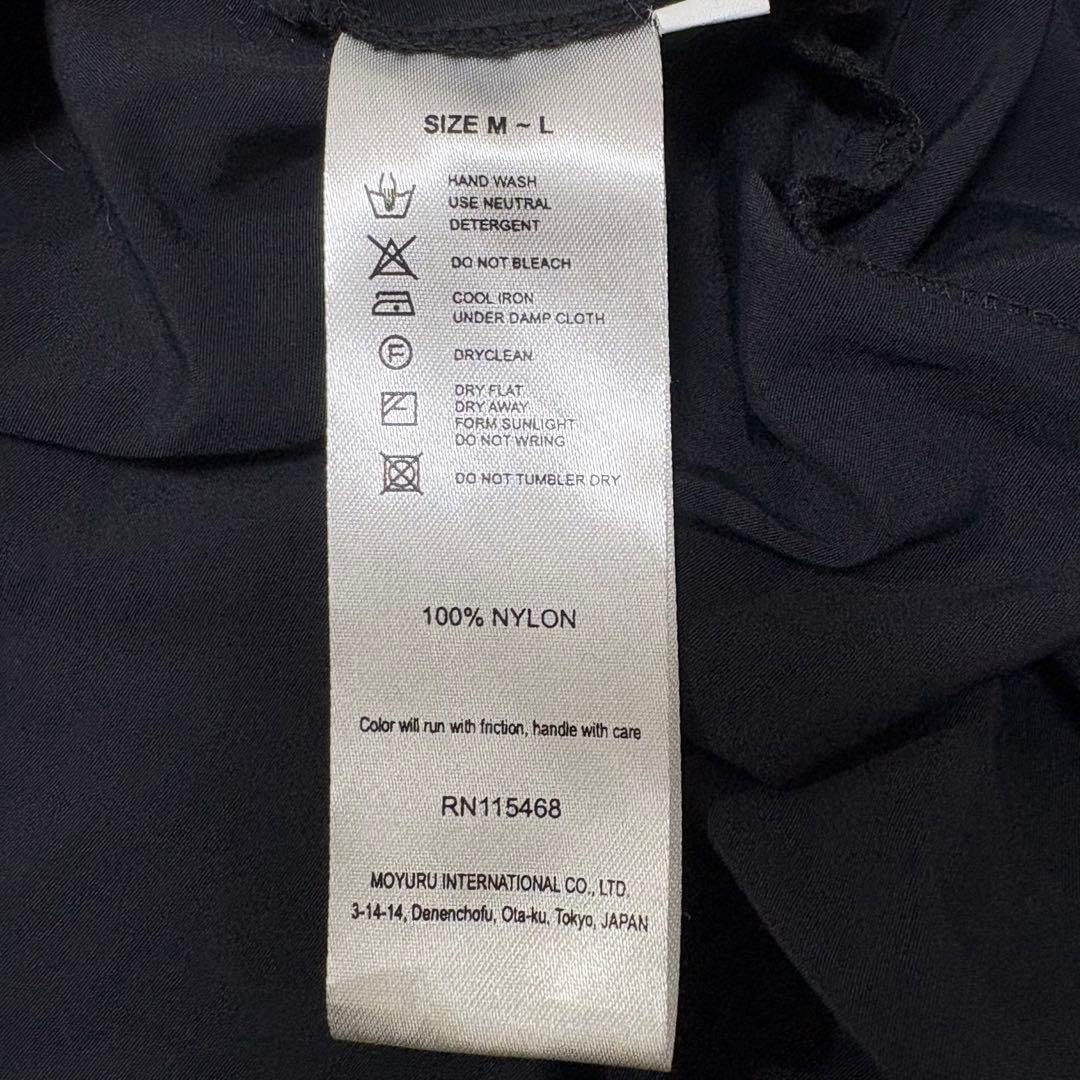 SIZE M ~ L
HAND WASH
USE NEUTRAL
DETERGENT
DO NOT BLEACH
COOL IRON
UNDER DAMP CLOTH
F
DRYCLEAN
DRY FLAT
DRY AWAY
FORM SUNLIGHT
DO NOT WRING
DO NOT TUMBLER DRY
100% NYLON
Color will run with friction, handle with care
RN115468
MOYURU INTERNATIONAL CO., LTD.
3-14-14, Denenchofu, Ota-ku, Tokyo, JAPAN